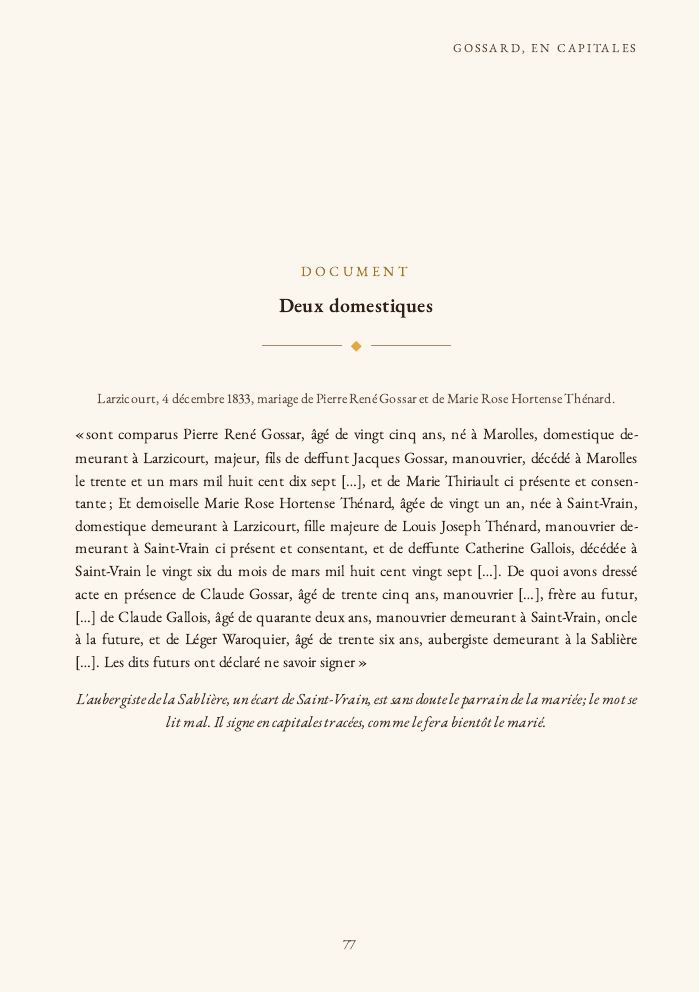 GOSSARD, EN CAPITALES
DOCUMENT
Deux domestiques
Larzicourt, 4 décembre 1833, mariage de Pierre René Gossar et de Marie Rose Hortense Thénard.
« sont comparus Pierre René Gossar, âgé de vingt cinq ans, né à Marolles, domestique de-
meurant à Larzicourt, majeur, fils de deffunt Jacques Gossar, manouvrier, décédé à Marolles
le trente et un mars mil huit cent dix sept [...], et de Marie Thiriault ci présente et consen-
tante ; Et demoiselle Marie Rose Hortense Thénard, âgée de vingt un an, née à Saint-Vrain,
domestique demeurant à Larzicourt, fille majeure de Louis Joseph Thénard, manouvrier de-
meurant à Saint-Vrain ci présent et consentant, et de deffunte Catherine Gallois, décédée à
Saint-Vrain le vingt six du mois de mars mil huit cent vingt sept [...]. De quoi avons dressé
acte en présence de Claude Gossar, âgé de trente cinq ans, manouvrier [...], frère au futur,
[...] de Claude Gallois, âgé de quarante deux ans, manouvrier demeurant à Saint-Vrain, oncle
à la future, et de Léger Waroquier, âgé de trente six ans, aubergiste demeurant à la Sablière
[...]. Les dits futurs ont déclaré ne savoir signer »
L'aubergiste de la Sablière, un écart de Saint-Vrain, est sans doute le parrain de la mariée; le mot se
lit mal. Il signe en capitales tracées, comme le fera bientôt le marié.
77